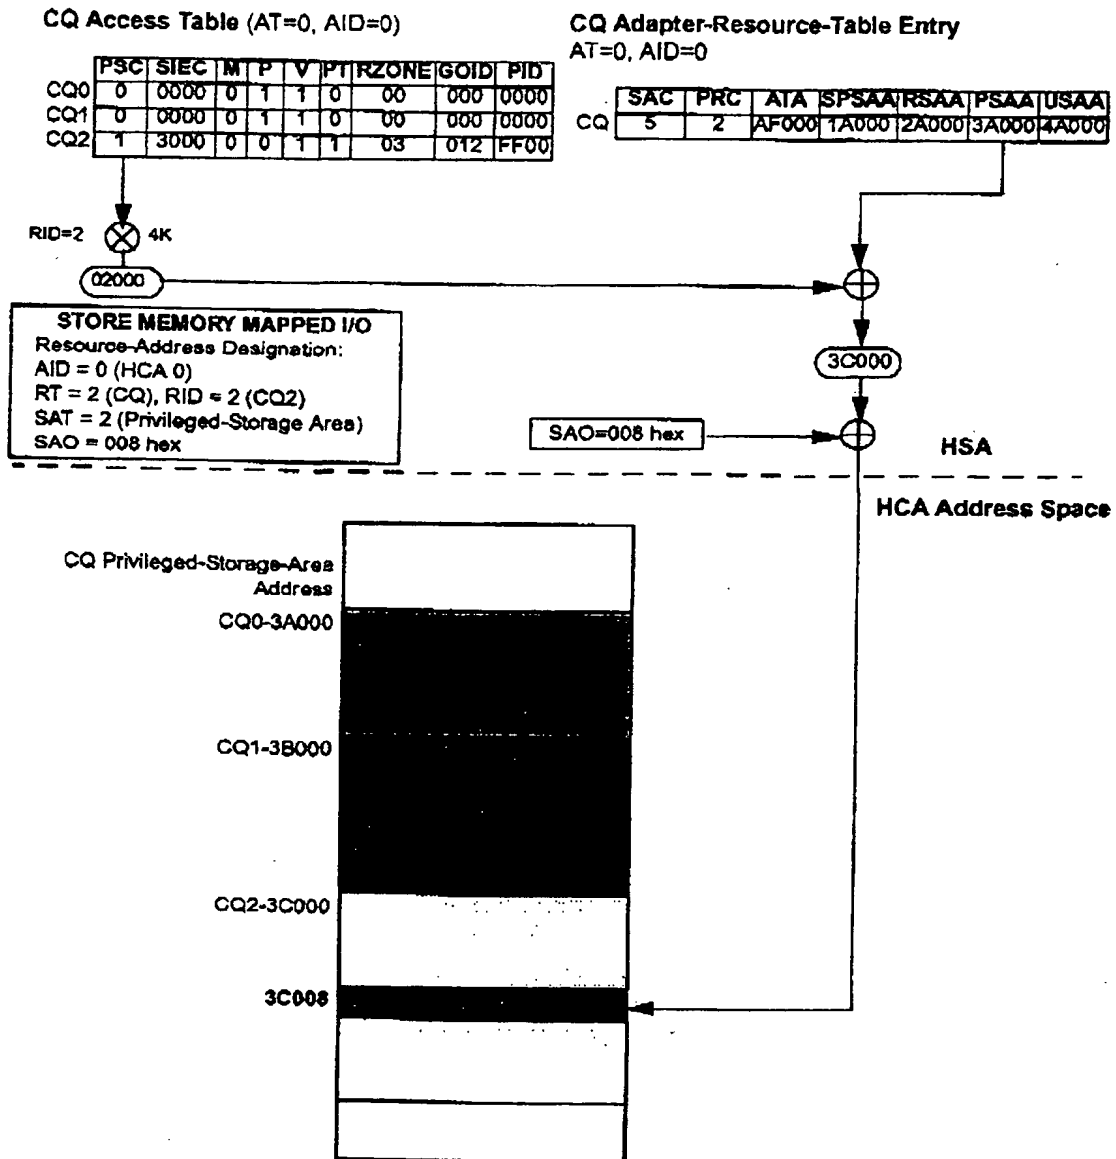 CQ Access Table (AT=0, AID=0)
PSC SIEC M P V PT RZONE GOID PID
CQ0 0 0000 0 1 1 0 00 000 0000
CQ1 0 0000 0 1 1 0 00 000 0000
CQ2 1 3000 0 0 1 1 03 012 FF00
CQ Adapter-Resource-Table Entry
AT=0, AID=0
SAC PRC ATA SPSAA RSAA PSAA USAA
CQ 5 2 AF000 1A000 2A000 3A000 4A000
RID=2 4K
02000
STORE MEMORY MAPPED I/O
Resource-Address Designation:
AID = 0 (HCA 0)
RT = 2 (CQ), RID = 2 (CQ2)
SAT = 2 (Privileged-Storage Area)
SAO = 008 hex
3C000
SAO=008 hex
HSA
HCA Address Space
CQ Privileged-Storage-Area
Address
CQ0-3A000
CQ1-3B000
CQ2-3C000
3C008